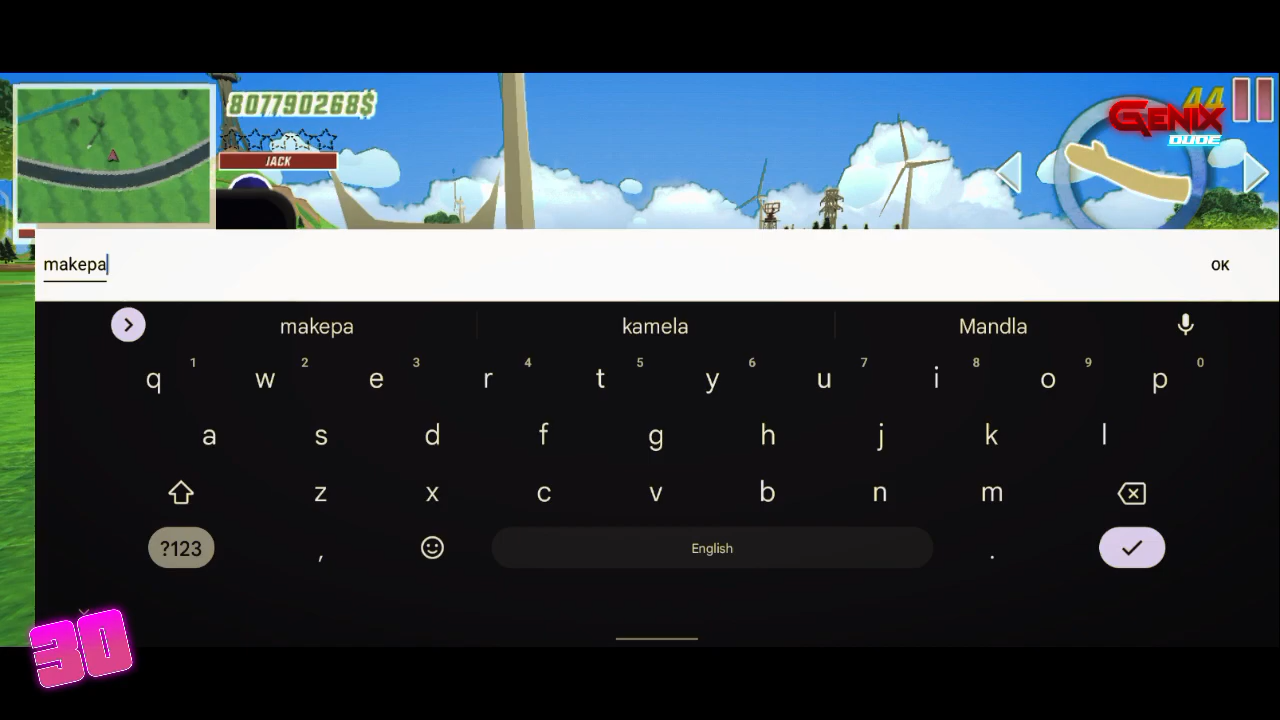 807790268$
44
GENIX
DUDE
JACK
makepa
OK
makepa
kamela
Mandla
q 1 w 2 e 3 r 4 t 5 y 6 u 7 i 8 o 9 p 0
a s d f g h j k l
z x c v b n m
?123 , English .
30